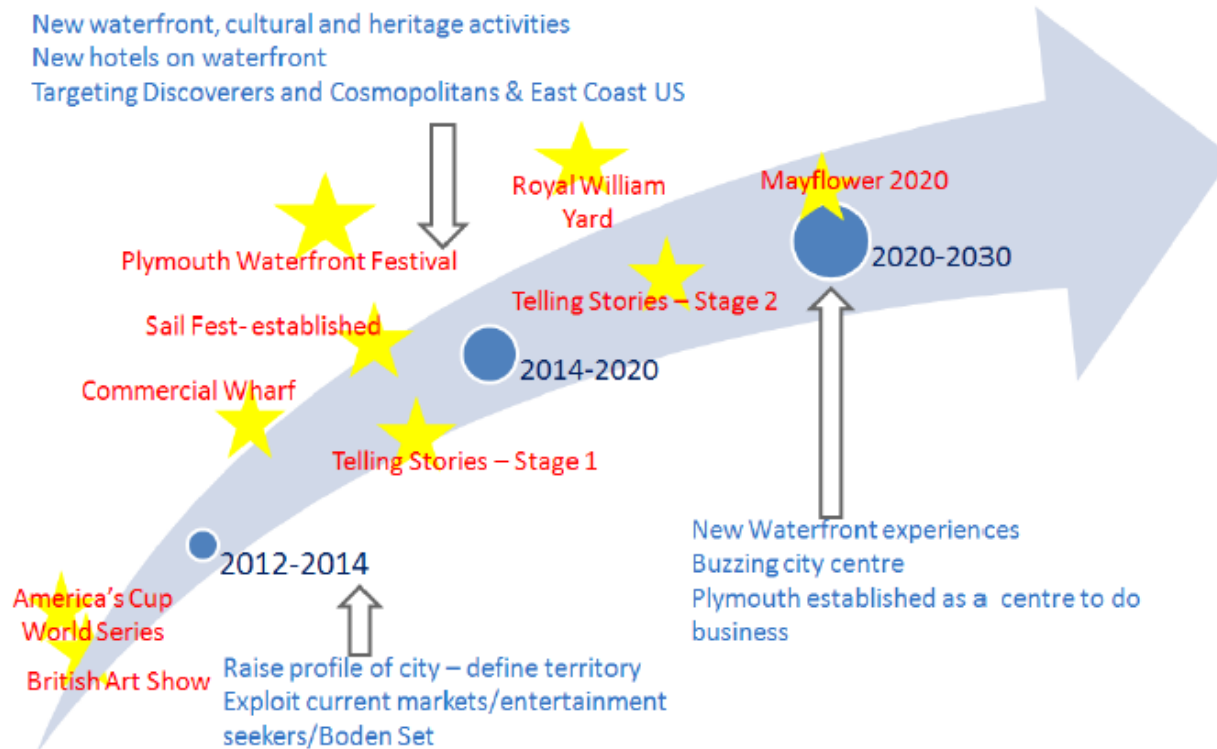 New waterfront, cultural and heritage activities
New hotels on waterfront
Targeting Discoverers and Cosmopolitans & East Coast US
Royal William
Yard
Mayflower 2020
Plymouth Waterfront Festival
2020-2030
Telling Stories – Stage 2
Sail Fest- established
2014-2020
Commercial Wharf
Telling Stories – Stage 1
2012-2014
New Waterfront experiences
Buzzing city centre
Plymouth established as a centre to do
business
America's Cup
World Series
British Art Show
Raise profile of city – define territory
Exploit current markets/entertainment
seekers/Boden Set